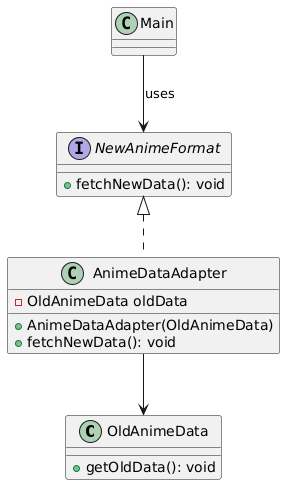 C Main
uses
I NewAnimeFormat
fetchNewData(): void
C AnimeDataAdapter
OldAnimeData oldData
AnimeDataAdapter(OldAnimeData)
fetchNewData(): void
C OldAnimeData
getOldData(): void